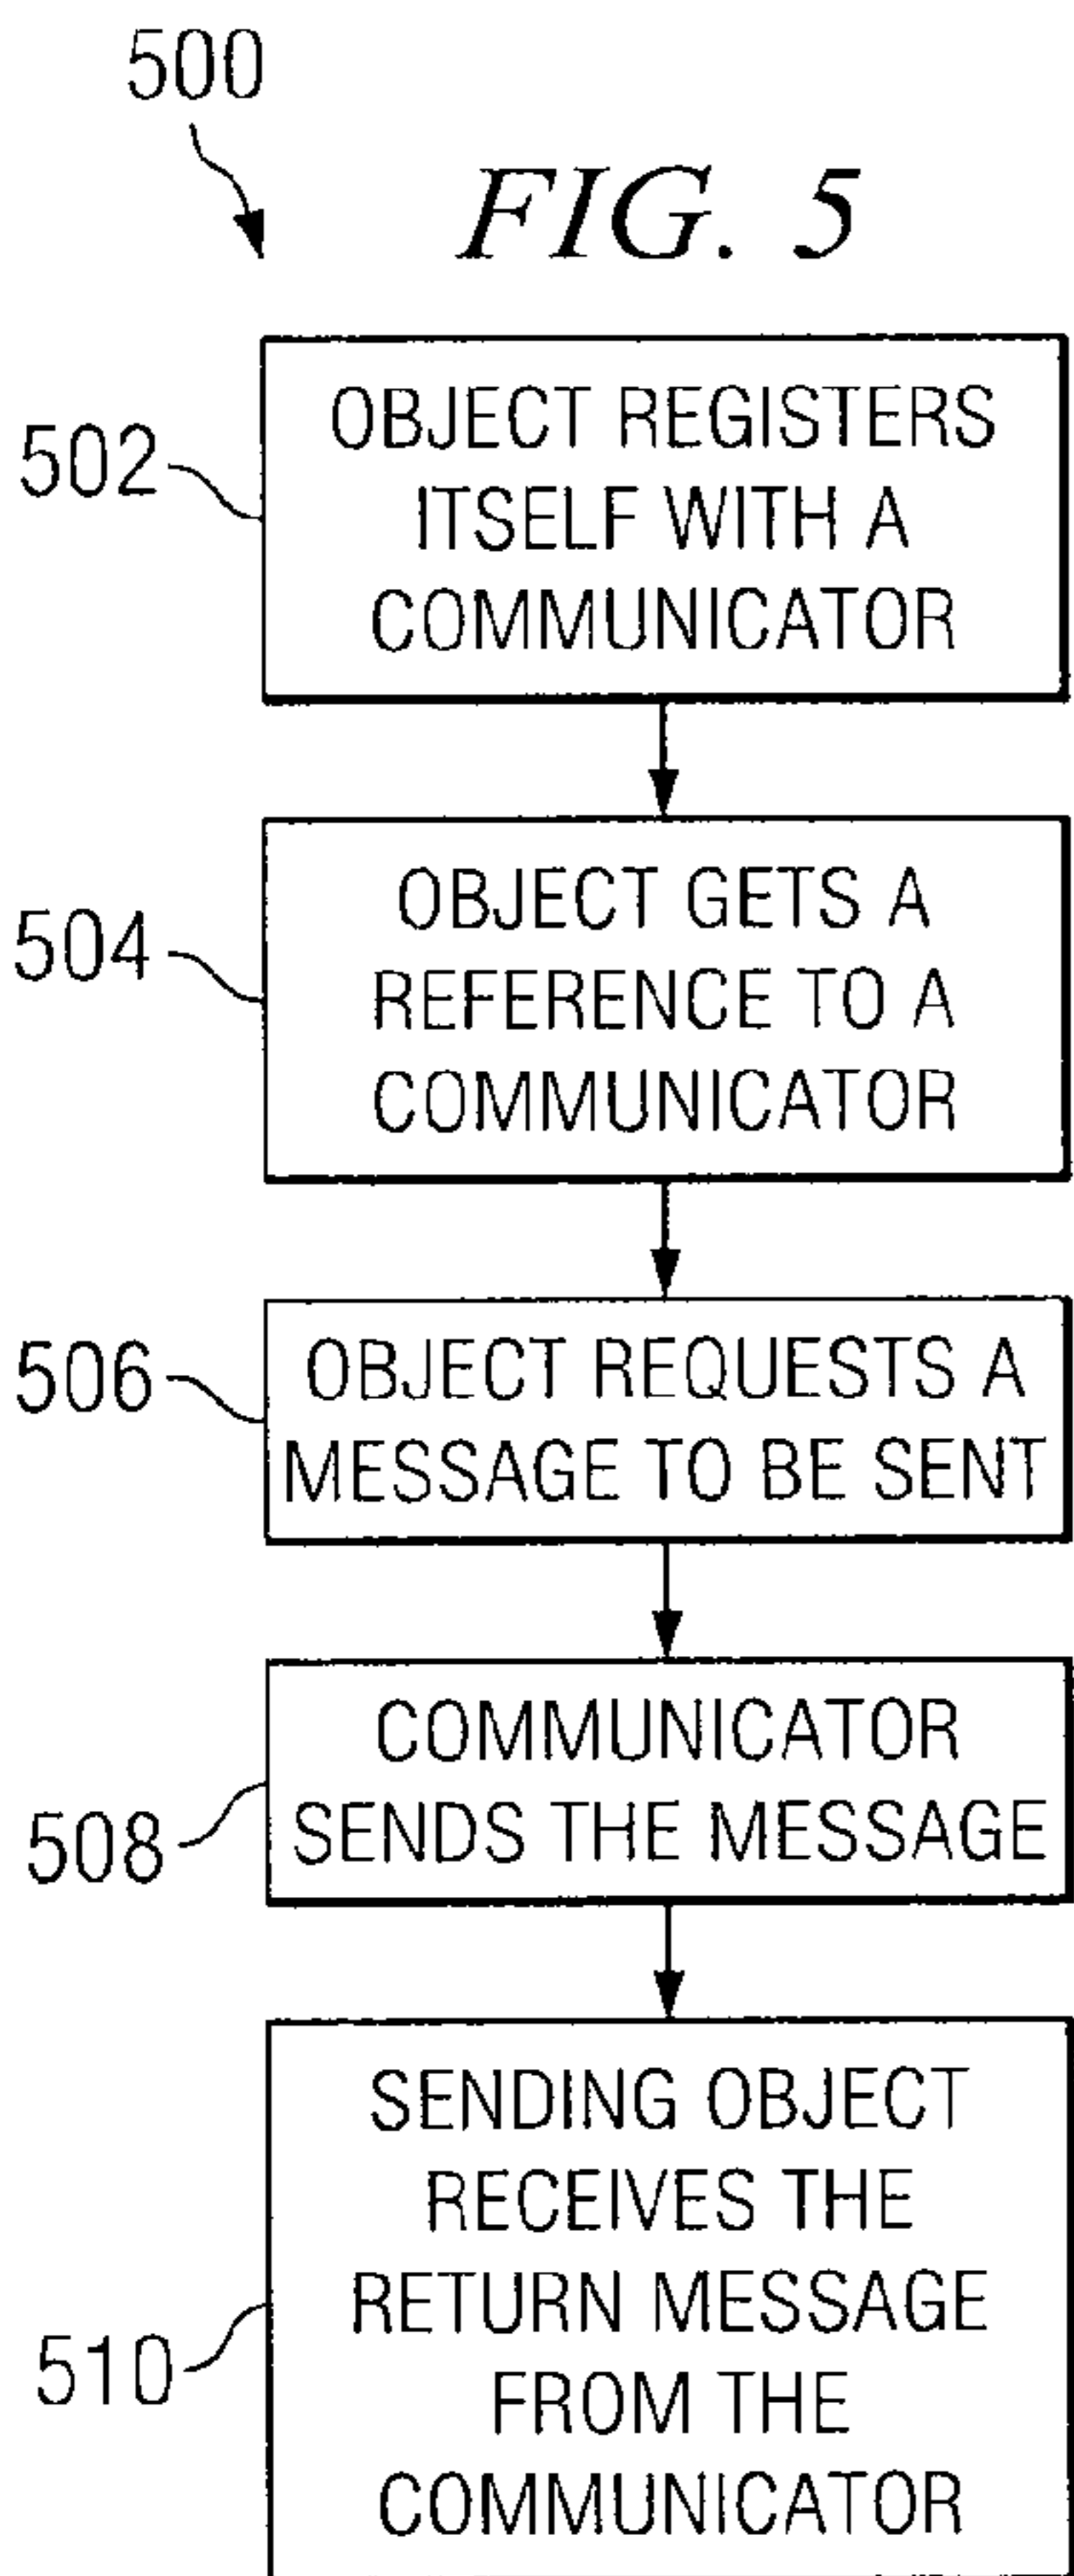 500
FIG. 5
502
OBJECT REGISTERS
ITSELF WITH A
COMMUNICATOR
504
OBJECT GETS A
REFERENCE TO A
COMMUNICATOR
506
OBJECT REQUESTS A
MESSAGE TO BE SENT
508
COMMUNICATOR
SENDS THE MESSAGE
510
SENDING OBJECT
RECEIVES THE
RETURN MESSAGE
FROM THE
COMMUNICATOR